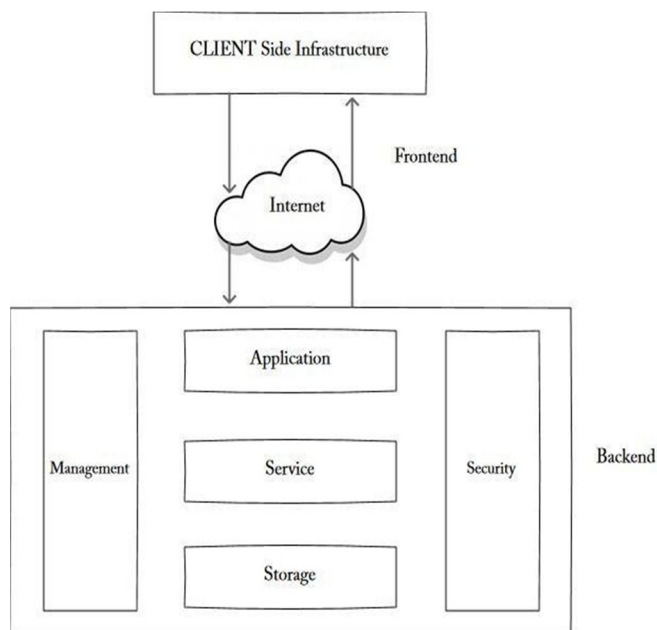 CLIENT Side Infrastructure
Frontend
Internet
Application
Management
Service
Security
Backend
Storage